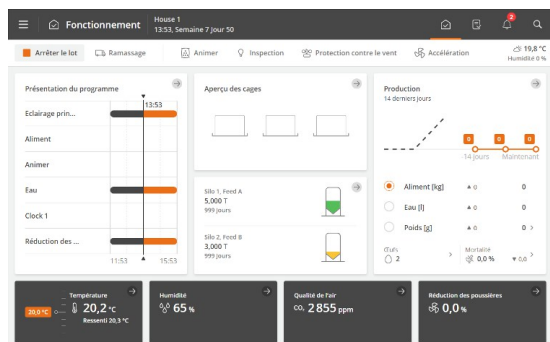 Fonctionnement
House 1
13:53, Semaine 7 Jour 50
2
Arrêter le lot
Ramassage
Animer
Inspection
Protection contre le vent
Accélération
19,8 °C
Humidité 0 %
Présentation du programme
13:53
Eclairage prin...
Aliment
Animer
Eau
Clock 1
Réduction des ...
11:53
15:53
Aperçu des cages
Silo 1, Feed A
5,000 T
999 Jours
Silo 2, Feed B
3,000 T
999 Jours
Production
14 derniers jours
0 0 0
-14 Jours Maintenant
Aliment [kg] ▲ 0 0
Eau [l] ▲ 0 0
Poids [g] ▲ 0 0
Œufs
2
Mortalité
0,0 % ▼ 0,0
Température
20,0 °C
20,2 °C
Ressenti 20,3 °C
Humidité
65 %
Qualité de l'air
CO₂ 2855 ppm
Réduction des poussières
0,0 %